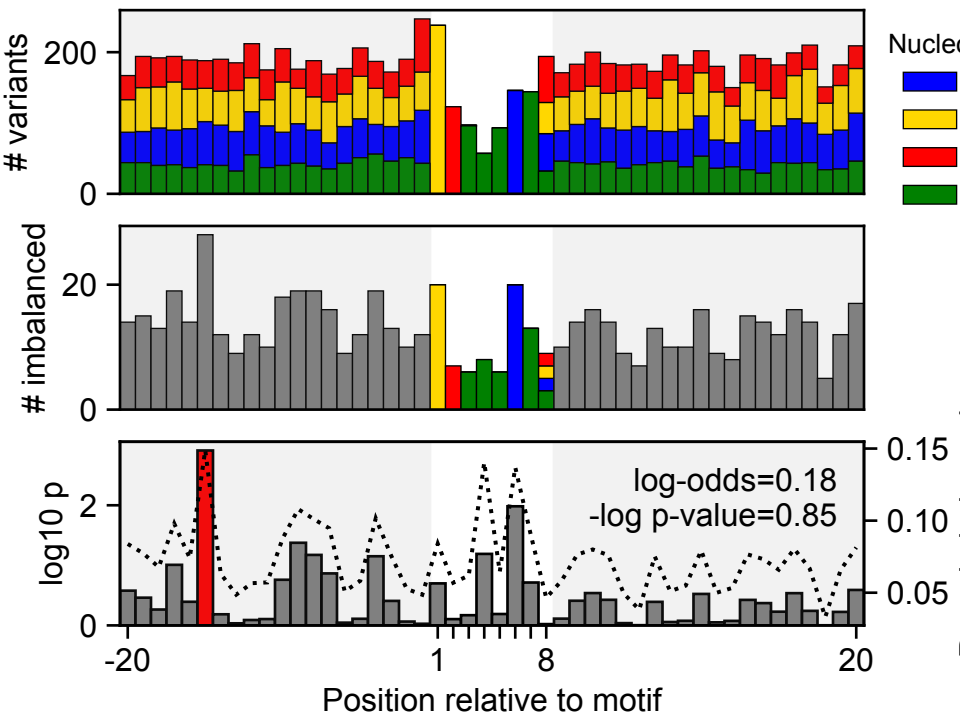 # variants
200
0
Nucleo
# imbalanced
20
0
log10 p
2
0
log-odds=0.18
-log p-value=0.85
0.15
0.10
0.05
-20
1
8
20
Position relative to motif